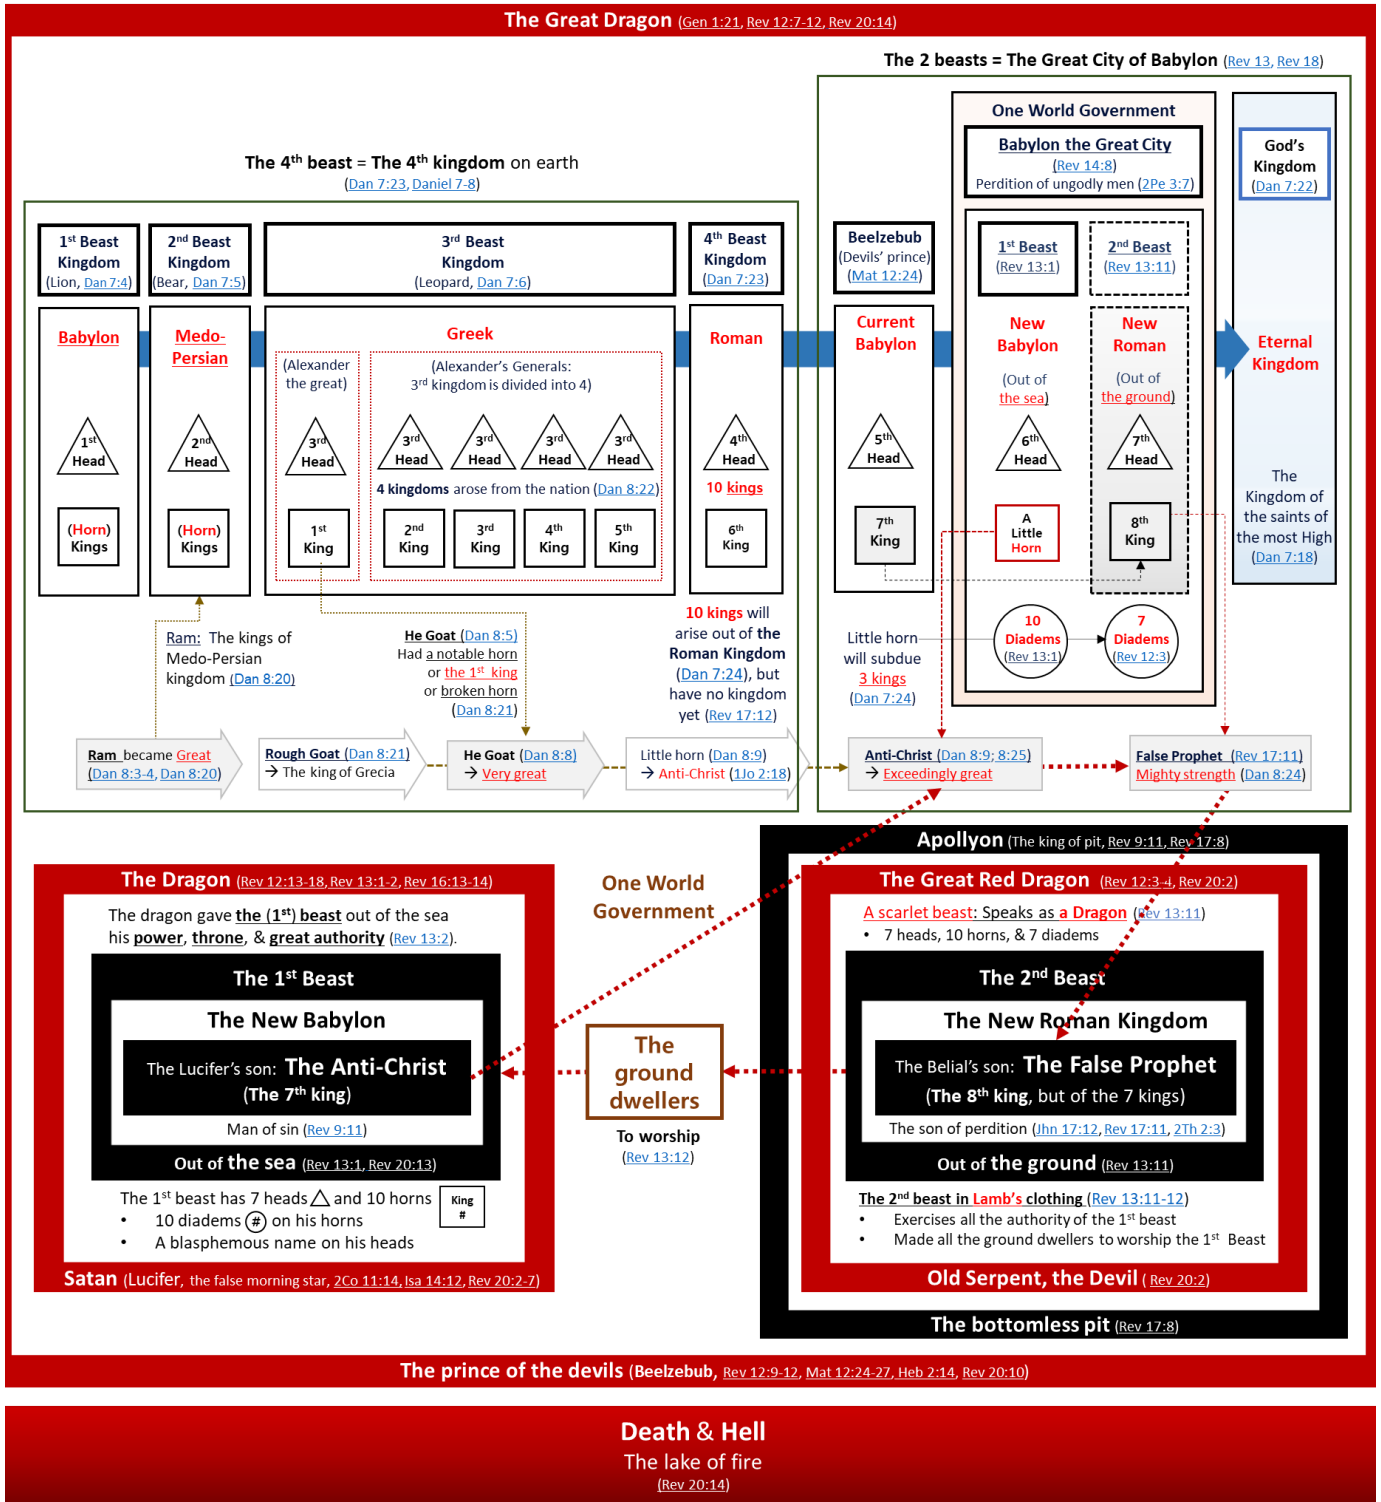 The Great Dragon (Gen 1:21, Rev 12:7-12, Rev 20:14)
The 2 beasts = The Great City of Babylon (Rev 13, Rev 18)
The 4th beast = The 4th kingdom on earth
(Dan 7:23, Daniel 7-8)
1st Beast
Kingdom
(Lion, Dan 7:4)
2nd Beast
Kingdom
(Bear, Dan 7:5)
3rd Beast
Kingdom
(Leopard, Dan 7:6)
4th Beast
Kingdom
(Dan 7:23)
Babylon
1st
Head
(Horn)
Kings
Medo-
Persian
2nd
Head
(Horn)
Kings
Greek
(Alexander
the great)
3rd
Head
1st
King
(Alexander's Generals:
3rd kingdom is divided into 4)
3rd
Head
3rd
Head
3rd
Head
3rd
Head
4 kingdoms arose from the nation (Dan 8:22)
2nd
King
3rd
King
4th
King
5th
King
Roman
4th
Head
10 kings
6th
King
Ram: The kings of
Medo-Persian
kingdom (Dan 8:20)
He Goat (Dan 8:5)
Had a notable horn
or the 1st king
or broken horn
(Dan 8:21)
10 kings will
arise out of the
Roman Kingdom
(Dan 7:24), but
have no kingdom
yet (Rev 17:12)
Ram became Great
(Dan 8:3-4, Dan 8:20)
Rough Goat (Dan 8:21)
→ The king of Grecia
He Goat (Dan 8:8)
→ Very great
Little horn (Dan 8:9)
→ Anti-Christ (1Jo 2:18)
Beelzebub
(Devils' prince)
(Mat 12:24)
Current
Babylon
5th
Head
7th
King
Little horn
will subdue
3 kings
(Dan 7:24)
One World Government
Babylon the Great City
(Rev 14:8)
Perdition of ungodly men (2Pe 3:7)
1st Beast
(Rev 13:1)
New
Babylon
(Out of
the sea)
6th
Head
A
Little
Horn
10
Diadems
(Rev 13:1)
2nd Beast
(Rev 13:11)
New
Roman
(Out of
the ground)
7th
Head
8th
King
7
Diadems
(Rev 12:3)
God's
Kingdom
(Dan 7:22)
Eternal
Kingdom
The
Kingdom of
the saints of
the most High
(Dan 7:18)
Anti-Christ (Dan 8:9; 8:25)
→ Exceedingly great
False Prophet (Rev 17:11)
Mighty strength (Dan 8:24)
The Dragon (Rev 12:13-18, Rev 13:1-2, Rev 16:13-14)
The dragon gave the (1st) beast out of the sea
his power, throne, & great authority (Rev 13:2).
The 1st Beast
The New Babylon
The Lucifer's son: The Anti-Christ
(The 7th king)
Man of sin (Rev 9:11)
Out of the sea (Rev 13:1, Rev 20:13)
The 1st beast has 7 heads and 10 horns
King
#
• 10 diadems # on his horns
• A blasphemous name on his heads
Satan (Lucifer, the false morning star, 2Co 11:14, Isa 14:12, Rev 20:2-7)
One World
Government
The
ground
dwellers
To worship
(Rev 13:12)
Apollyon (The king of pit, Rev 9:11, Rev 17:8)
The Great Red Dragon (Rev 12:3-4, Rev 20:2)
A scarlet beast: Speaks as a Dragon (Rev 13:11)
• 7 heads, 10 horns, & 7 diadems
The 2nd Beast
The New Roman Kingdom
The Belial's son: The False Prophet
(The 8th king, but of the 7 kings)
The son of perdition (Jhn 17:12, Rev 17:11, 2Th 2:3)
Out of the ground (Rev 13:11)
The 2nd beast in Lamb's clothing (Rev 13:11-12)
• Exercises all the authority of the 1st beast
• Made all the ground dwellers to worship the 1st Beast
Old Serpent, the Devil ( Rev 20:2)
The bottomless pit (Rev 17:8)
The prince of the devils (Beelzebub, Rev 12:9-12, Mat 12:24-27, Heb 2:14, Rev 20:10)
Death & Hell
The lake of fire
(Rev 20:14)